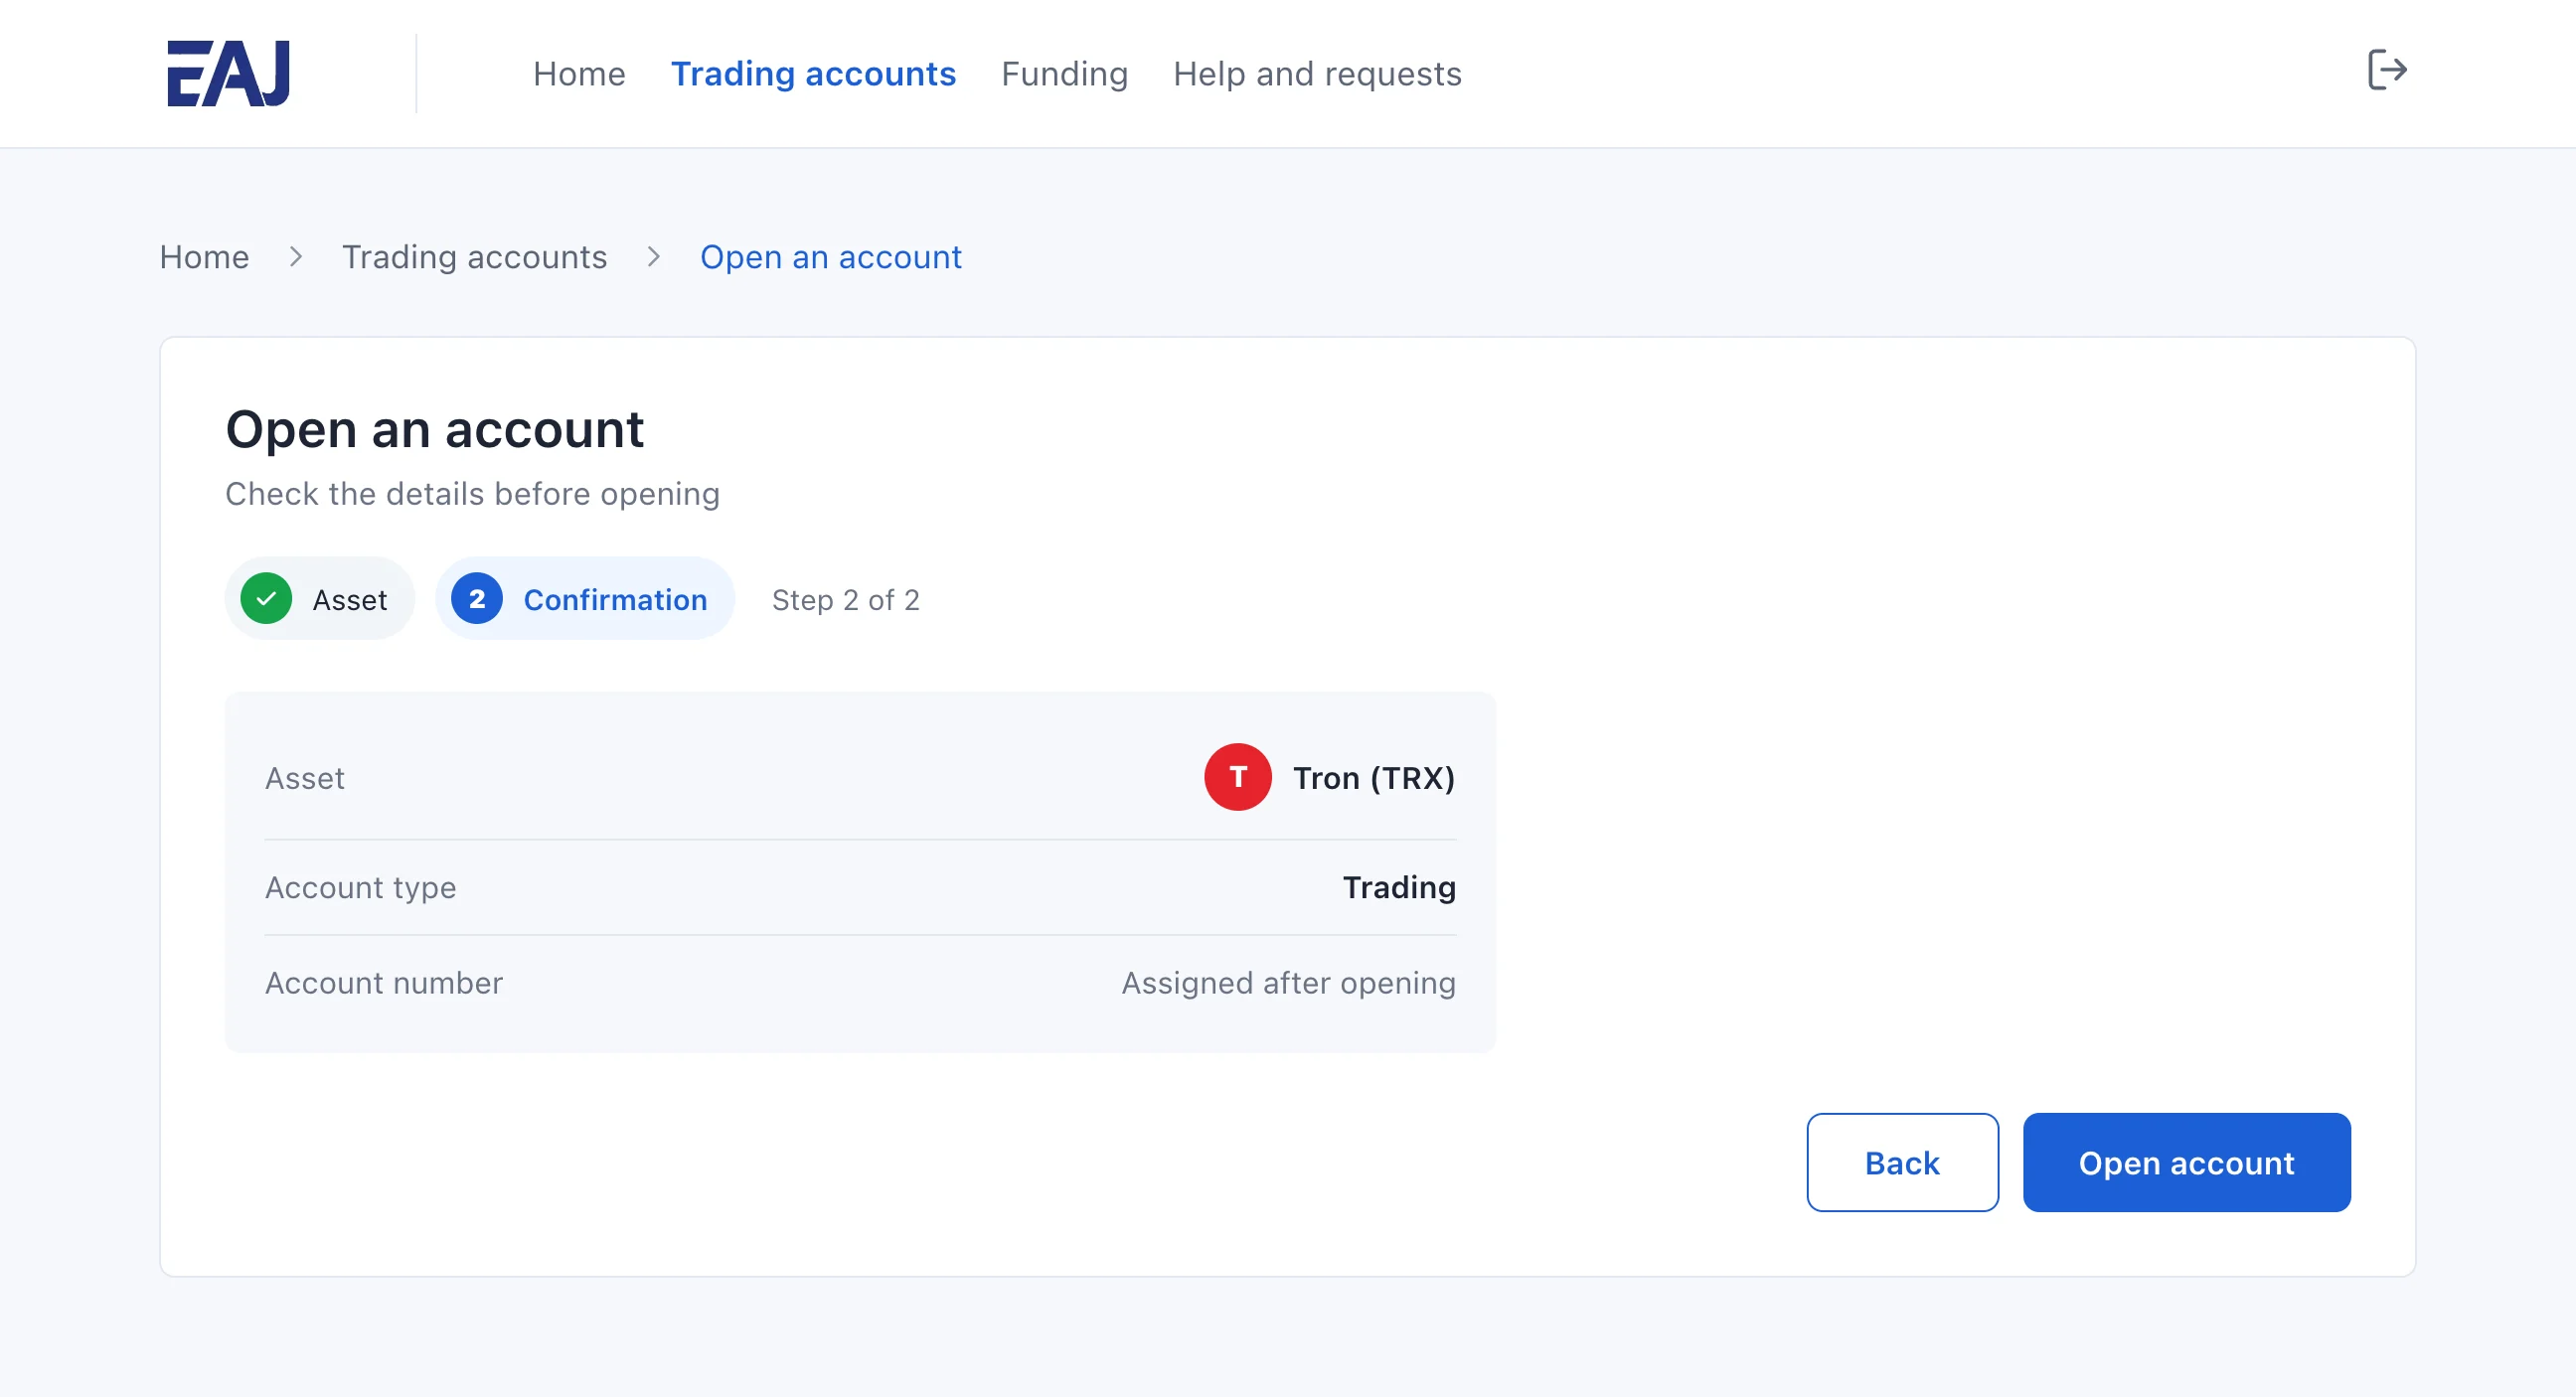 EAJ
Home Trading accounts Funding Help and requests
Home > Trading accounts > Open an account
Open an account
Check the details before opening
Asset 2 Confirmation Step 2 of 2
Asset T Tron (TRX)
Account type Trading
Account number Assigned after opening
Back Open account